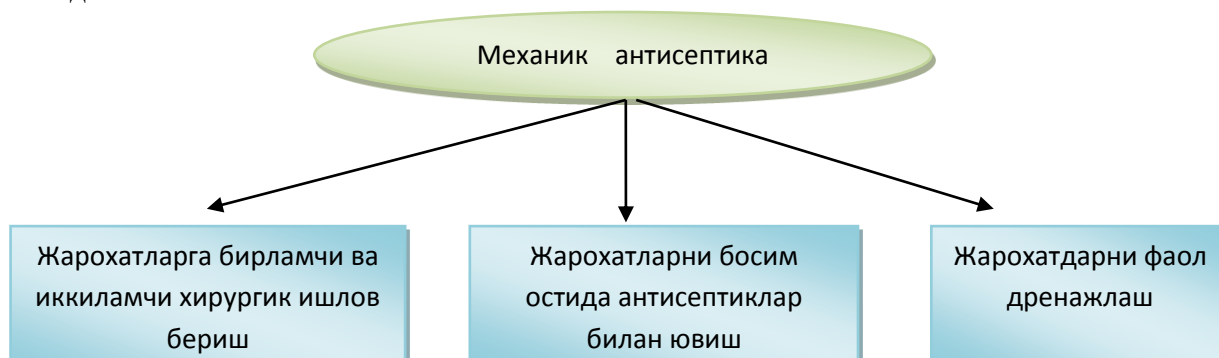 Механик антисептика
Жарохатларга бирламчи ва
иккиламчи хирургик ишлов
бериш
Жарохатларни босим
остида антисептиклар
билан ювиш
Жарохатдарни фаол
дренажлаш